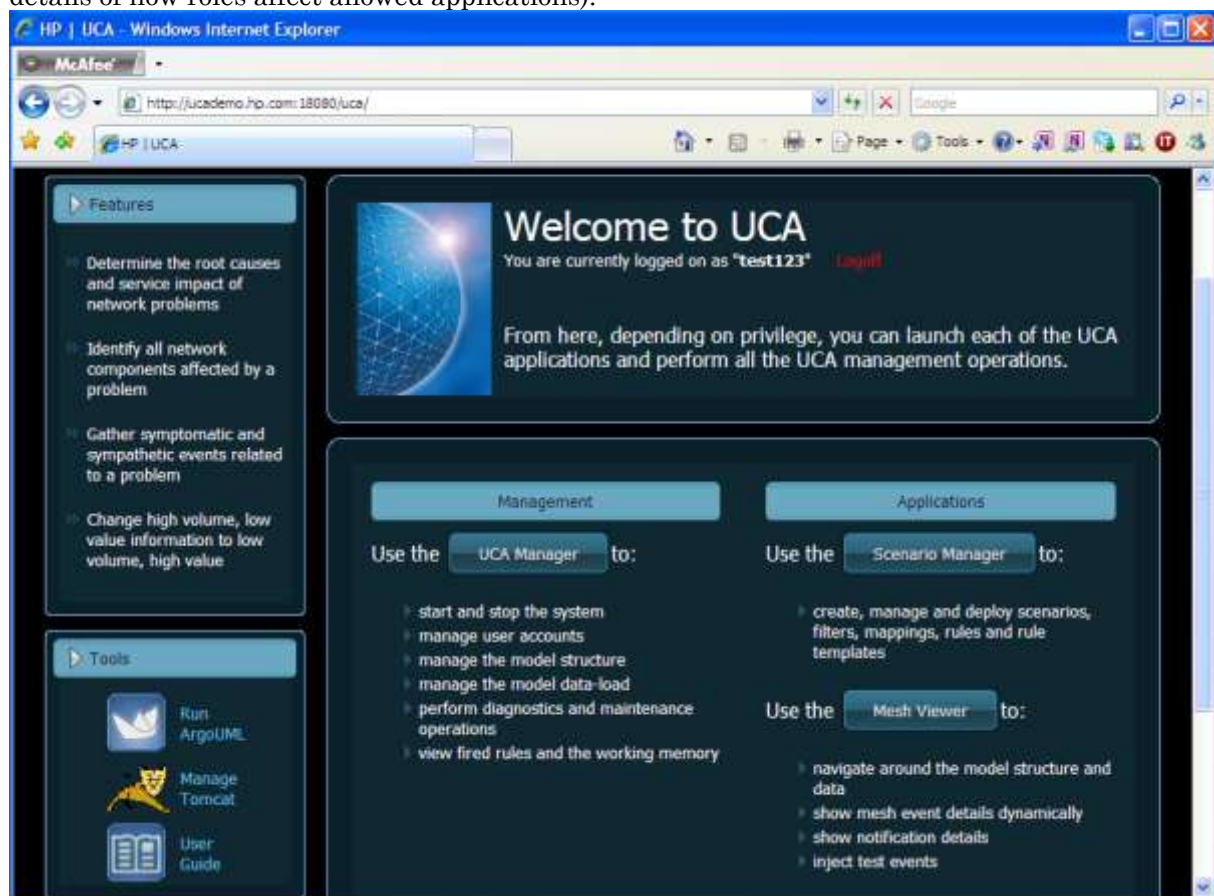 details of how roles affect allowed applications).
HP | UCA - Windows Internet Explorer
McAfee
http://ucademo.hp.com:18080/uca/
Google
HP | UCA
Page
Tools
Features
Determine the root causes
and service impact of
network problems
Identify all network
components affected by a
problem
Gather symptomatic and
sympathetic events related
to a problem
Change high volume, low
value information to low
volume, high value
Tools
Run
ArgoUML
Manage
Tomcat
User
Guide
Welcome to UCA
You are currently logged on as "test123" Logoff
From here, depending on privilege, you can launch each of the UCA
applications and perform all the UCA management operations.
Management
Use the UCA Manager to:
start and stop the system
manage user accounts
manage the model structure
manage the model data-load
perform diagnostics and maintenance
operations
view fired rules and the working memory
Applications
Use the Scenario Manager to:
create, manage and deploy scenarios,
filters, mappings, rules and rule
templates
Use the Mesh Viewer to:
navigate around the model structure and
data
show mesh event details dynamically
show notification details
inject test events